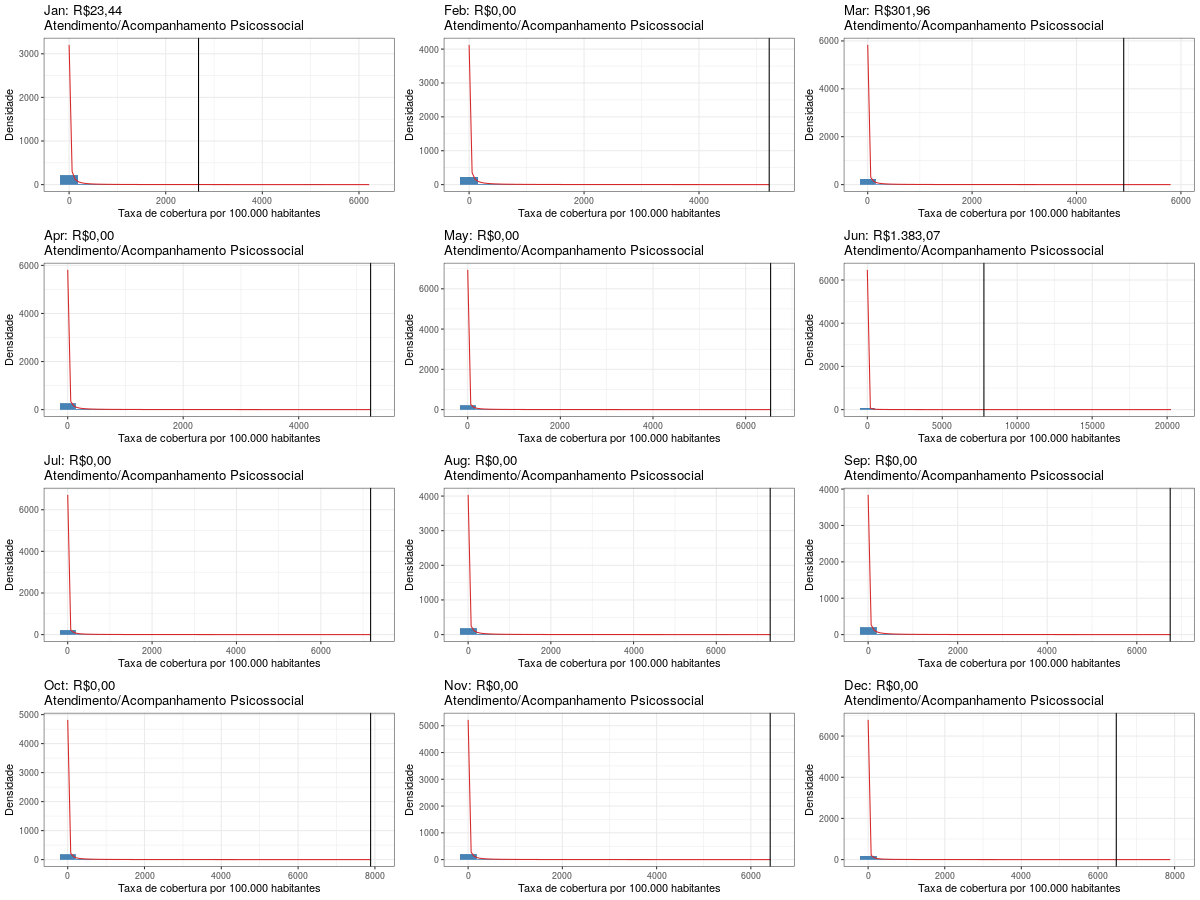 Jan: R$23,44
Atendimento/Acompanhamento Psicossocial
Densidade
3000
2000
1000
0
0 2000 4000 6000
Taxa de cobertura por 100.000 habitantes
Feb: R$0,00
Atendimento/Acompanhamento Psicossocial
Densidade
4000
3000
2000
1000
0
0 2000 4000
Taxa de cobertura por 100.000 habitantes
Mar: R$301,96
Atendimento/Acompanhamento Psicossocial
Densidade
6000
4000
2000
0
0 2000 4000 6000
Taxa de cobertura por 100.000 habitantes
Apr: R$0,00
Atendimento/Acompanhamento Psicossocial
Densidade
6000
4000
2000
0
0 2000 4000
Taxa de cobertura por 100.000 habitantes
May: R$0,00
Atendimento/Acompanhamento Psicossocial
Densidade
6000
4000
2000
0
0 2000 4000 6000
Taxa de cobertura por 100.000 habitantes
Jun: R$1.383,07
Atendimento/Acompanhamento Psicossocial
Densidade
6000
4000
2000
0
0 5000 10000 15000 20000
Taxa de cobertura por 100.000 habitantes
Jul: R$0,00
Atendimento/Acompanhamento Psicossocial
Densidade
6000
4000
2000
0
0 2000 4000 6000
Taxa de cobertura por 100.000 habitantes
Aug: R$0,00
Atendimento/Acompanhamento Psicossocial
Densidade
4000
3000
2000
1000
0
0 2000 4000 6000
Taxa de cobertura por 100.000 habitantes
Sep: R$0,00
Atendimento/Acompanhamento Psicossocial
Densidade
4000
3000
2000
1000
0
0 2000 4000 6000
Taxa de cobertura por 100.000 habitantes
Oct: R$0,00
Atendimento/Acompanhamento Psicossocial
Densidade
5000
4000
3000
2000
1000
0
0 2000 4000 6000 8000
Taxa de cobertura por 100.000 habitantes
Nov: R$0,00
Atendimento/Acompanhamento Psicossocial
Densidade
5000
4000
3000
2000
1000
0
0 2000 4000 6000
Taxa de cobertura por 100.000 habitantes
Dec: R$0,00
Atendimento/Acompanhamento Psicossocial
Densidade
6000
4000
2000
0
0 2000 4000 6000 8000
Taxa de cobertura por 100.000 habitantes